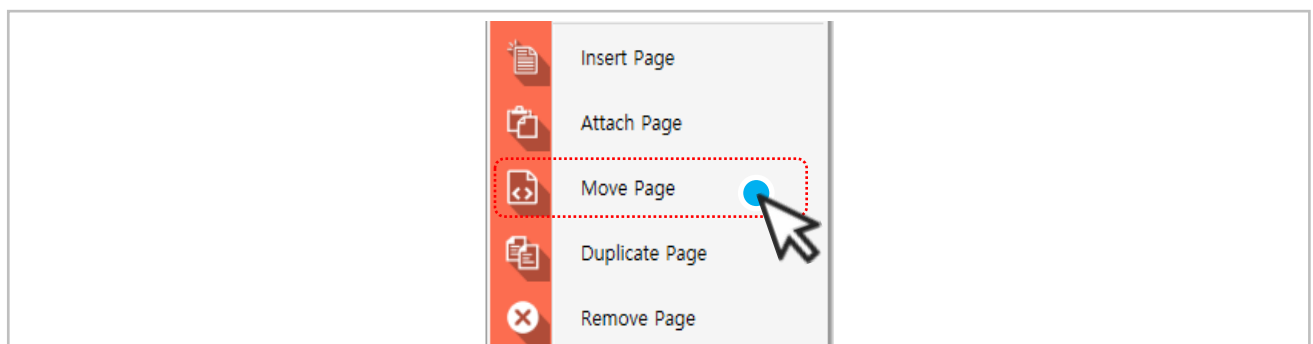 Insert Page
Attach Page
Move Page
Duplicate Page
Remove Page